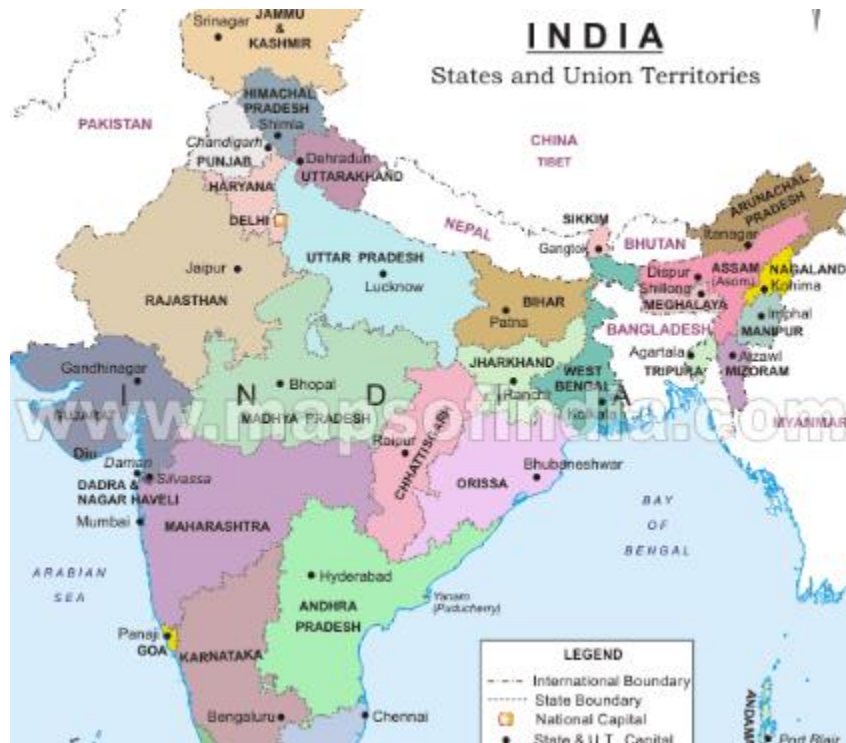 INDIA
States and Union Territories
JAMMU
&
KASHMIR
Srinagar
HIMACHAL
PRADESH
Shimla
PAKISTAN
Chandigarh
PUNJAB
Dehradun
UTTARAKHAND
CHINA
TIBET
HARYANA
DELHI
ARUNACHAL
PRADESH
Itanagar
NEPAL
SIKKIM
Gangtok
BHUTAN
UTTAR PRADESH
Lucknow
Jaipur
RAJASTHAN
BIHAR
Patna
Dispur
ASSAM
(Asom)
NAGALAND
Kohima
Shillong
MEGHALAYA
Imphal
MANIPUR
BANGLADESH
Agartala
TRIPURA
Aizawl
MIZORAM
Gandhinagar
GUJARAT
I N D I A
Bhopal
MADHYA PRADESH
JHARKHAND
Ranchi
WEST
BENGAL
Kolkata
www.mapsofindia.com
MYANMAR
Raipur
CHHATTISGARH
Diu
Daman
Silvassa
DADRA &
NAGAR HAVELI
Mumbai
MAHARASHTRA
ORISSA
Bhubaneshwar
BAY
OF
BENGAL
ARABIAN
SEA
Hyderabad
ANDHRA
PRADESH
Yanam
(Puducherry)
Panaji
GOA
KARNATAKA
Bengaluru
Chennai
LEGEND
International Boundary
State Boundary
National Capital
State & U.T. Capital
ANDAM
Port Blair